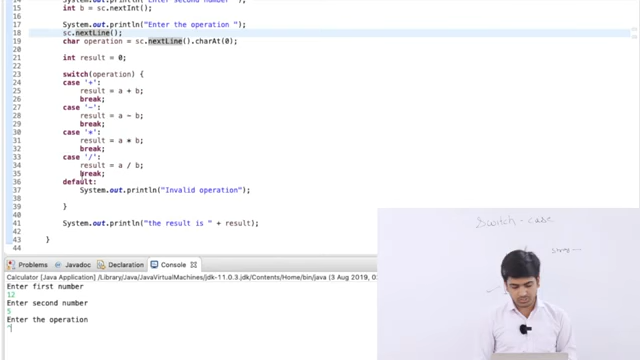 14 System.out.println("Enter second number ");
15 int b = sc.nextInt();
16
17 System.out.println("Enter the operation ");
18 sc.nextLine();
19 char operation = sc.nextLine().charAt(0);
20
21 int result = 0;
22
23 switch(operation) {
24 case '+':
25 result = a + b;
26 break;
27 case '-':
28 result = a - b;
29 break;
30 case '*':
31 result = a * b;
32 break;
33 case '/':
34 result = a / b;
35 break;
36 default:
37 System.out.println("Invalid operation");
38
39 }
40
41 System.out.println("the result is " + result);
42
43 }
44
Switch - case
Problems Javadoc Declaration Console
Calculator [Java Application] /Library/Java/JavaVirtualMachines/jdk-11.0.3.jdk/Contents/Home/bin/java (3 Aug 2019, 0
Enter first number
12
Enter second number
5
Enter the operation
^